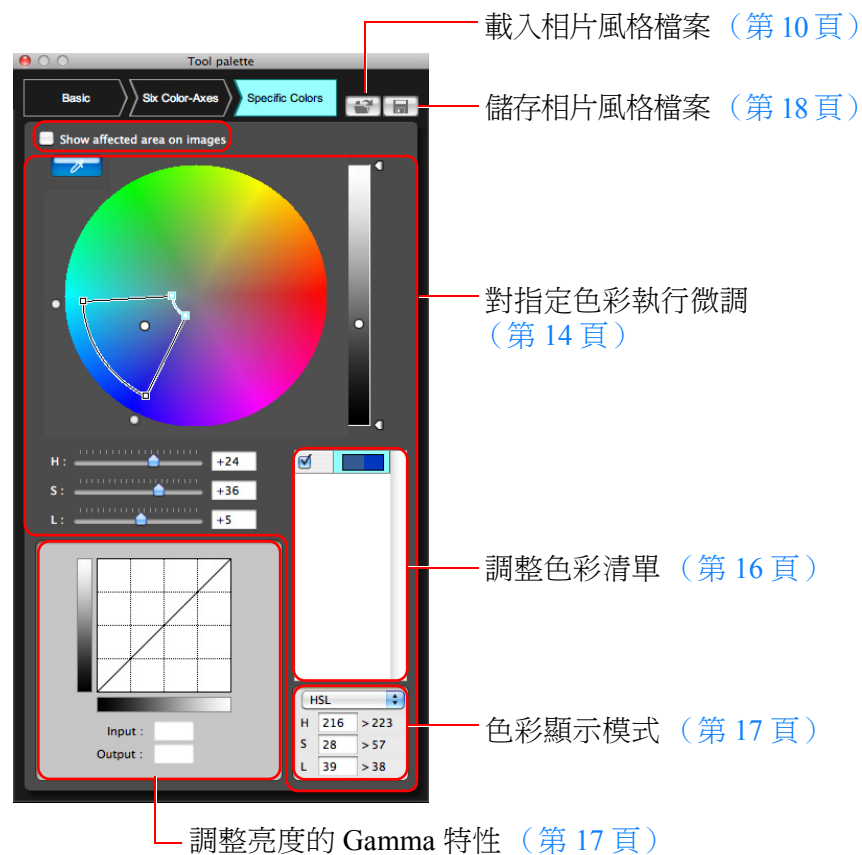 載入相片風格檔案（第 10 頁）
Tool palette
Basic
Six Color-Axes
Specific Colors
儲存相片風格檔案（第 18 頁）
Show affected area on images
對指定色彩執行微調
（第 14 頁）
H : +24
S : +36
L : +5
調整色彩清單（第 16 頁）
HSL
H 216 >223
S 28 >57
L 39 >38
色彩顯示模式（第 17 頁）
Input :
Output :
調整亮度的 Gamma 特性（第 17 頁）